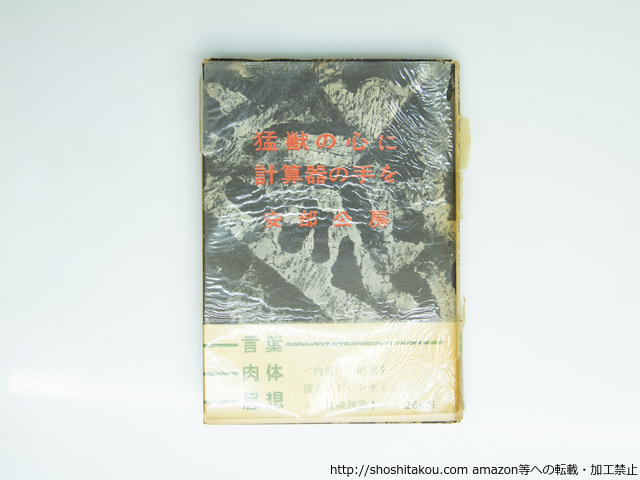 猛獣の心に
計算器の手を
安部公房
言葉
肉体
思想
http://shoshitakou.com amazon等への転載・加工禁止